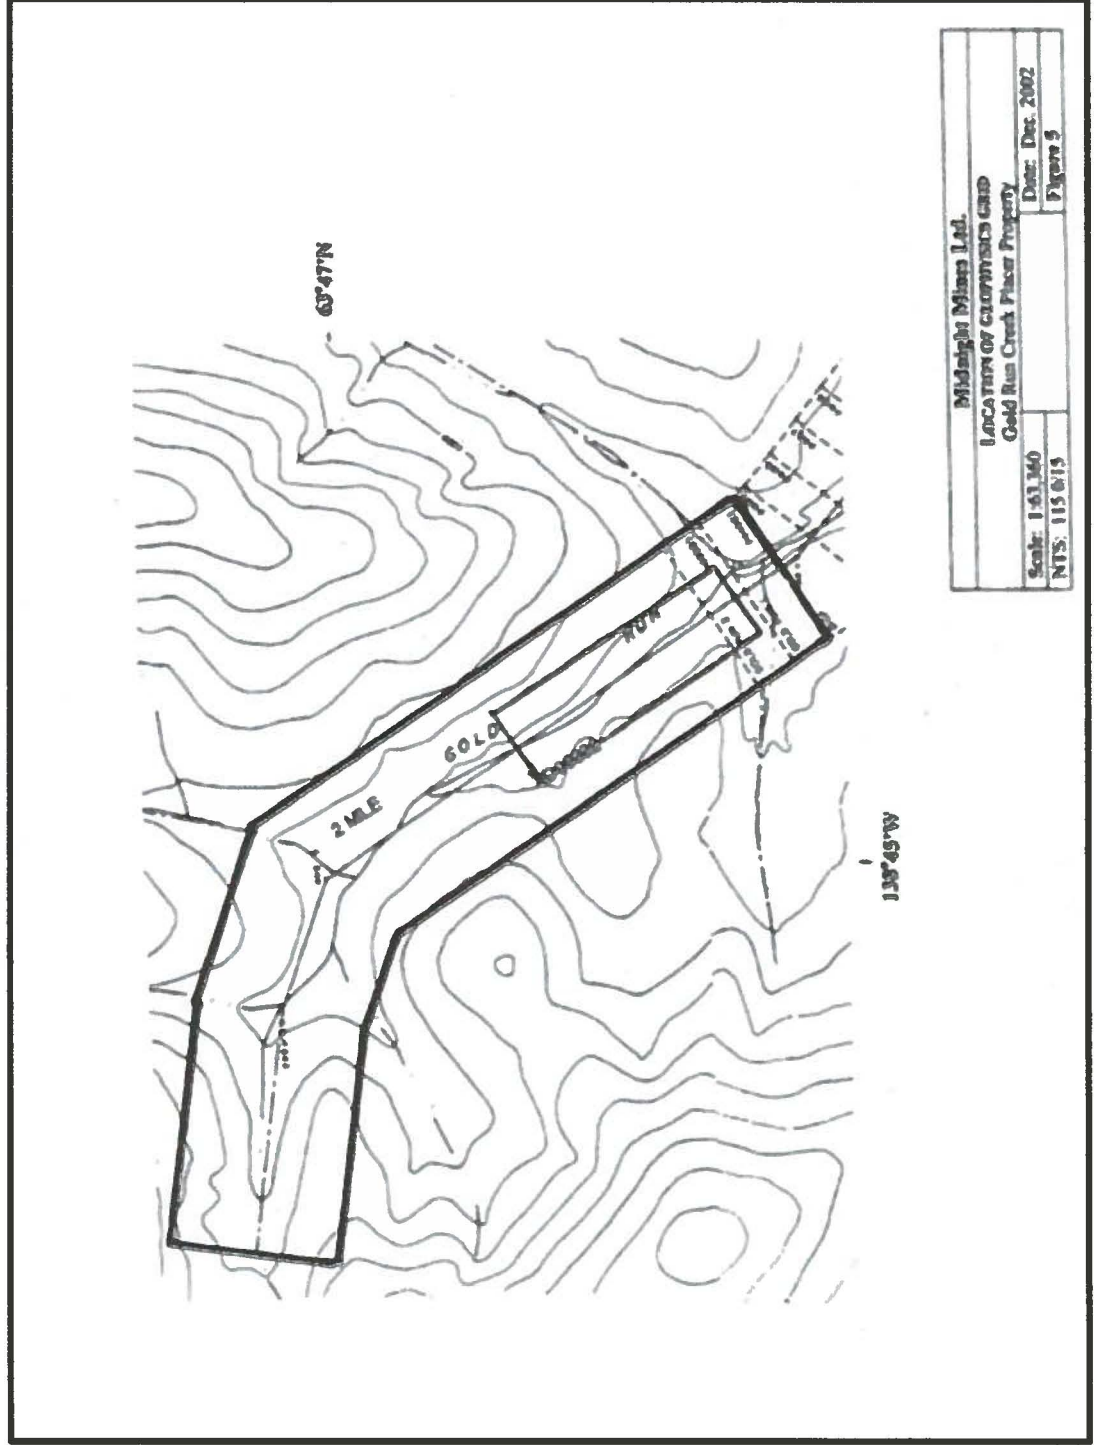 63°47'N
GOLD
RUN
2 MILE
138°45'W
Midnight Mines Ltd.
LOCATION OF GEOPHYSICS GRID
Gold Run Creek Placer Property
Scale: 1:63,360
Date: Dec. 2002
NTS: 115 0/15
Figure 5